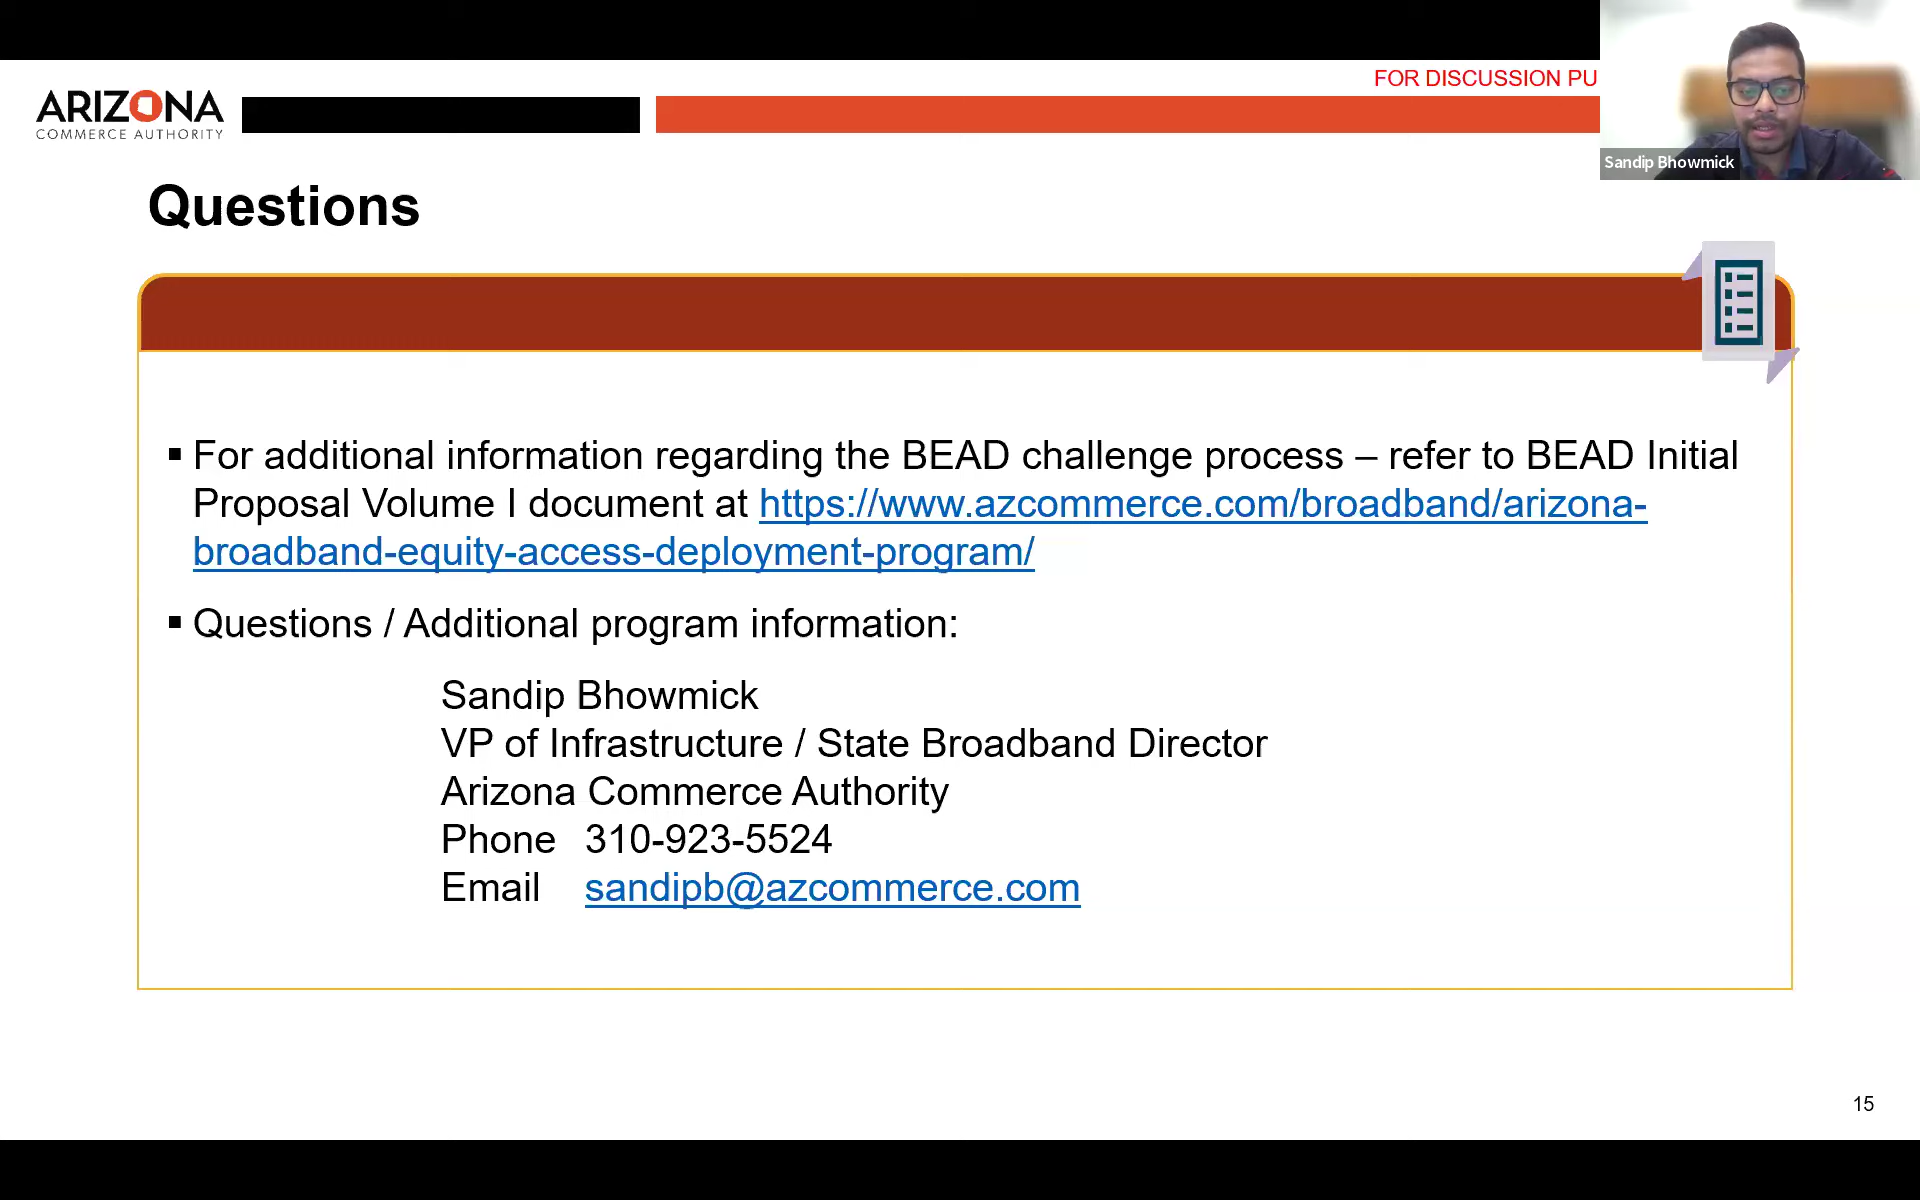 FOR DISCUSSION PU
ARIZONA
COMMERCE AUTHORITY
Sandip Bhowmick
Questions
▪ For additional information regarding the BEAD challenge process – refer to BEAD Initial
Proposal Volume I document at https://www.azcommerce.com/broadband/arizona-
broadband-equity-access-deployment-program/
▪ Questions / Additional program information:
Sandip Bhowmick
VP of Infrastructure / State Broadband Director
Arizona Commerce Authority
Phone 310-923-5524
Email sandipb@azcommerce.com
15